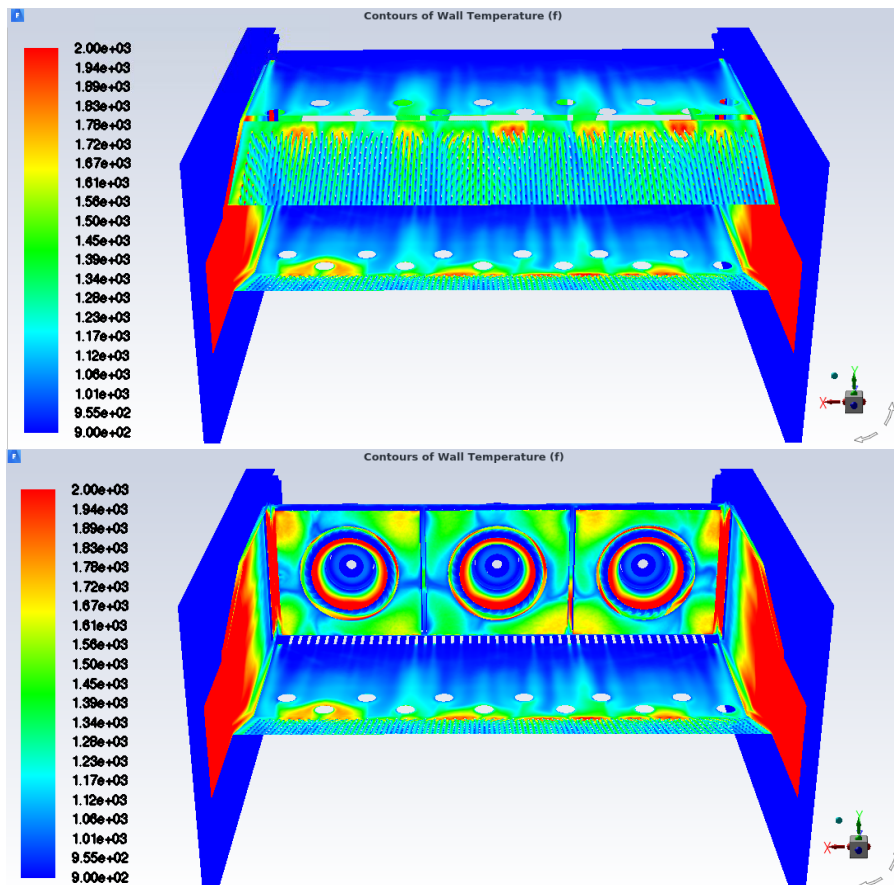 F
Contours of Wall Temperature (f)
2.00e+03
1.94e+03
1.89e+03
1.83e+03
1.78e+03
1.72e+03
1.67e+03
1.61e+03
1.56e+03
1.50e+03
1.45e+03
1.39e+03
1.34e+03
1.28e+03
1.23e+03
1.17e+03
1.12e+03
1.06e+03
1.01e+03
9.55e+02
9.00e+02
Y
X
F
Contours of Wall Temperature (f)
2.00e+03
1.94e+03
1.89e+03
1.83e+03
1.78e+03
1.72e+03
1.67e+03
1.61e+03
1.56e+03
1.50e+03
1.45e+03
1.39e+03
1.34e+03
1.28e+03
1.23e+03
1.17e+03
1.12e+03
1.06e+03
1.01e+03
9.55e+02
9.00e+02
Y
X